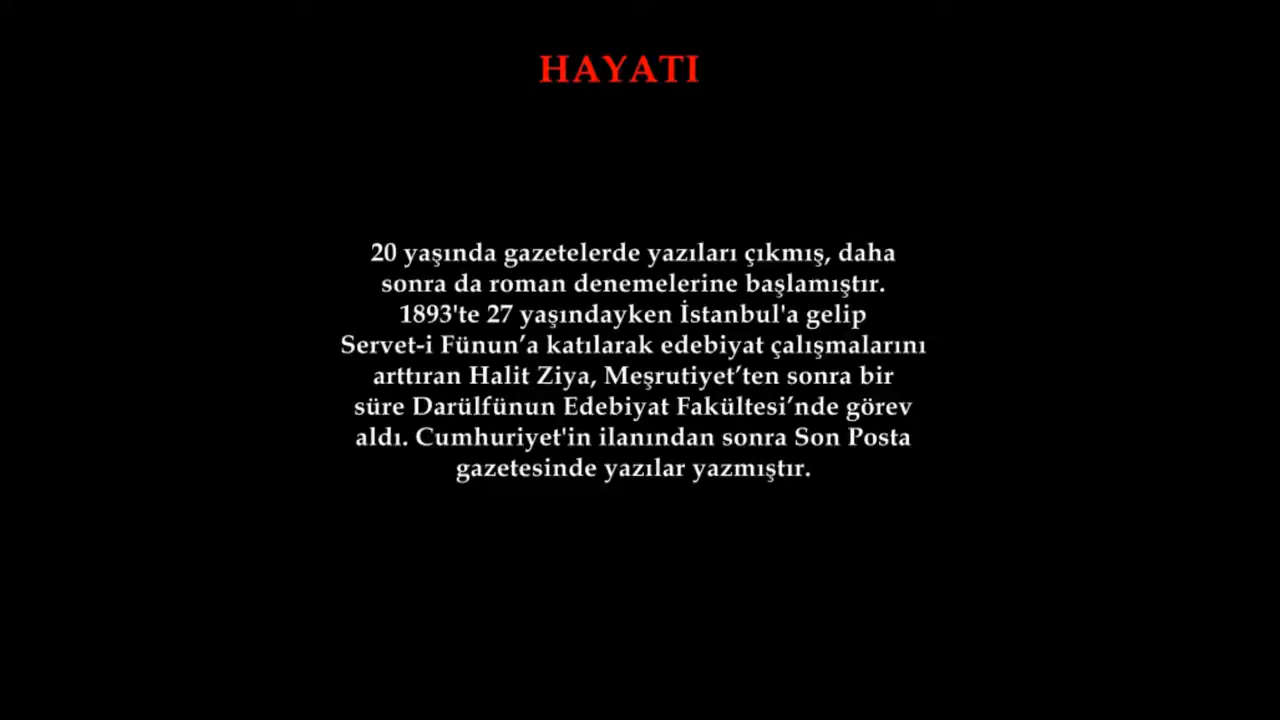 HAYATI
20 yaşında gazetelerde yazıları çıkmış, daha
sonra da roman denemelerine başlamıştır.
1893'te 27 yaşındayken İstanbul'a gelip
Servet-i Fünun’a katılarak edebiyat çalışmalarını
arttıran Halit Ziya, Meşrutiyet’ten sonra bir
süre Darülfünun Edebiyat Fakültesi’nde görev
aldı. Cumhuriyet'in ilanından sonra Son Posta
gazetesinde yazılar yazmıştır.